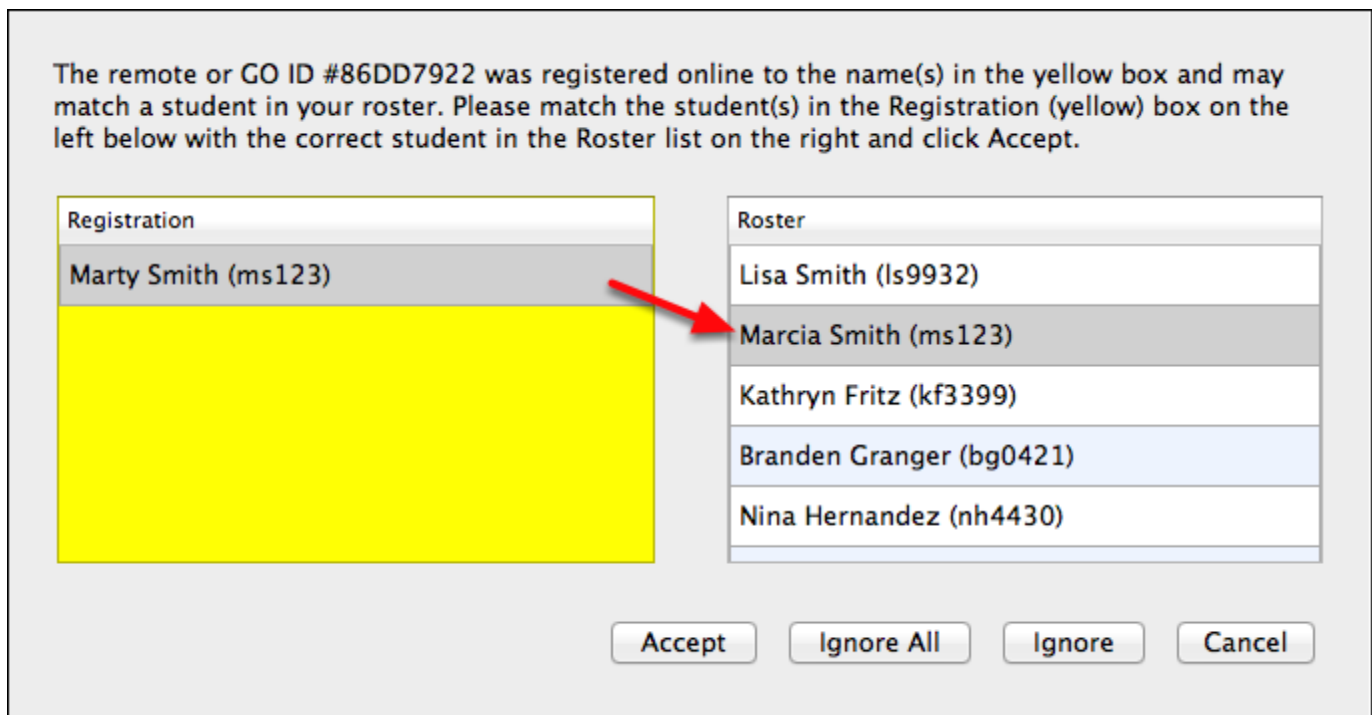 The remote or GO ID #86DD7922 was registered online to the name(s) in the yellow box and may
match a student in your roster. Please match the student(s) in the Registration (yellow) box on the
left below with the correct student in the Roster list on the right and click Accept.
Registration
Marty Smith (ms123)
Roster
Lisa Smith (ls9932)
Marcia Smith (ms123)
Kathryn Fritz (kf3399)
Branden Granger (bg0421)
Nina Hernandez (nh4430)
Accept
Ignore All
Ignore
Cancel